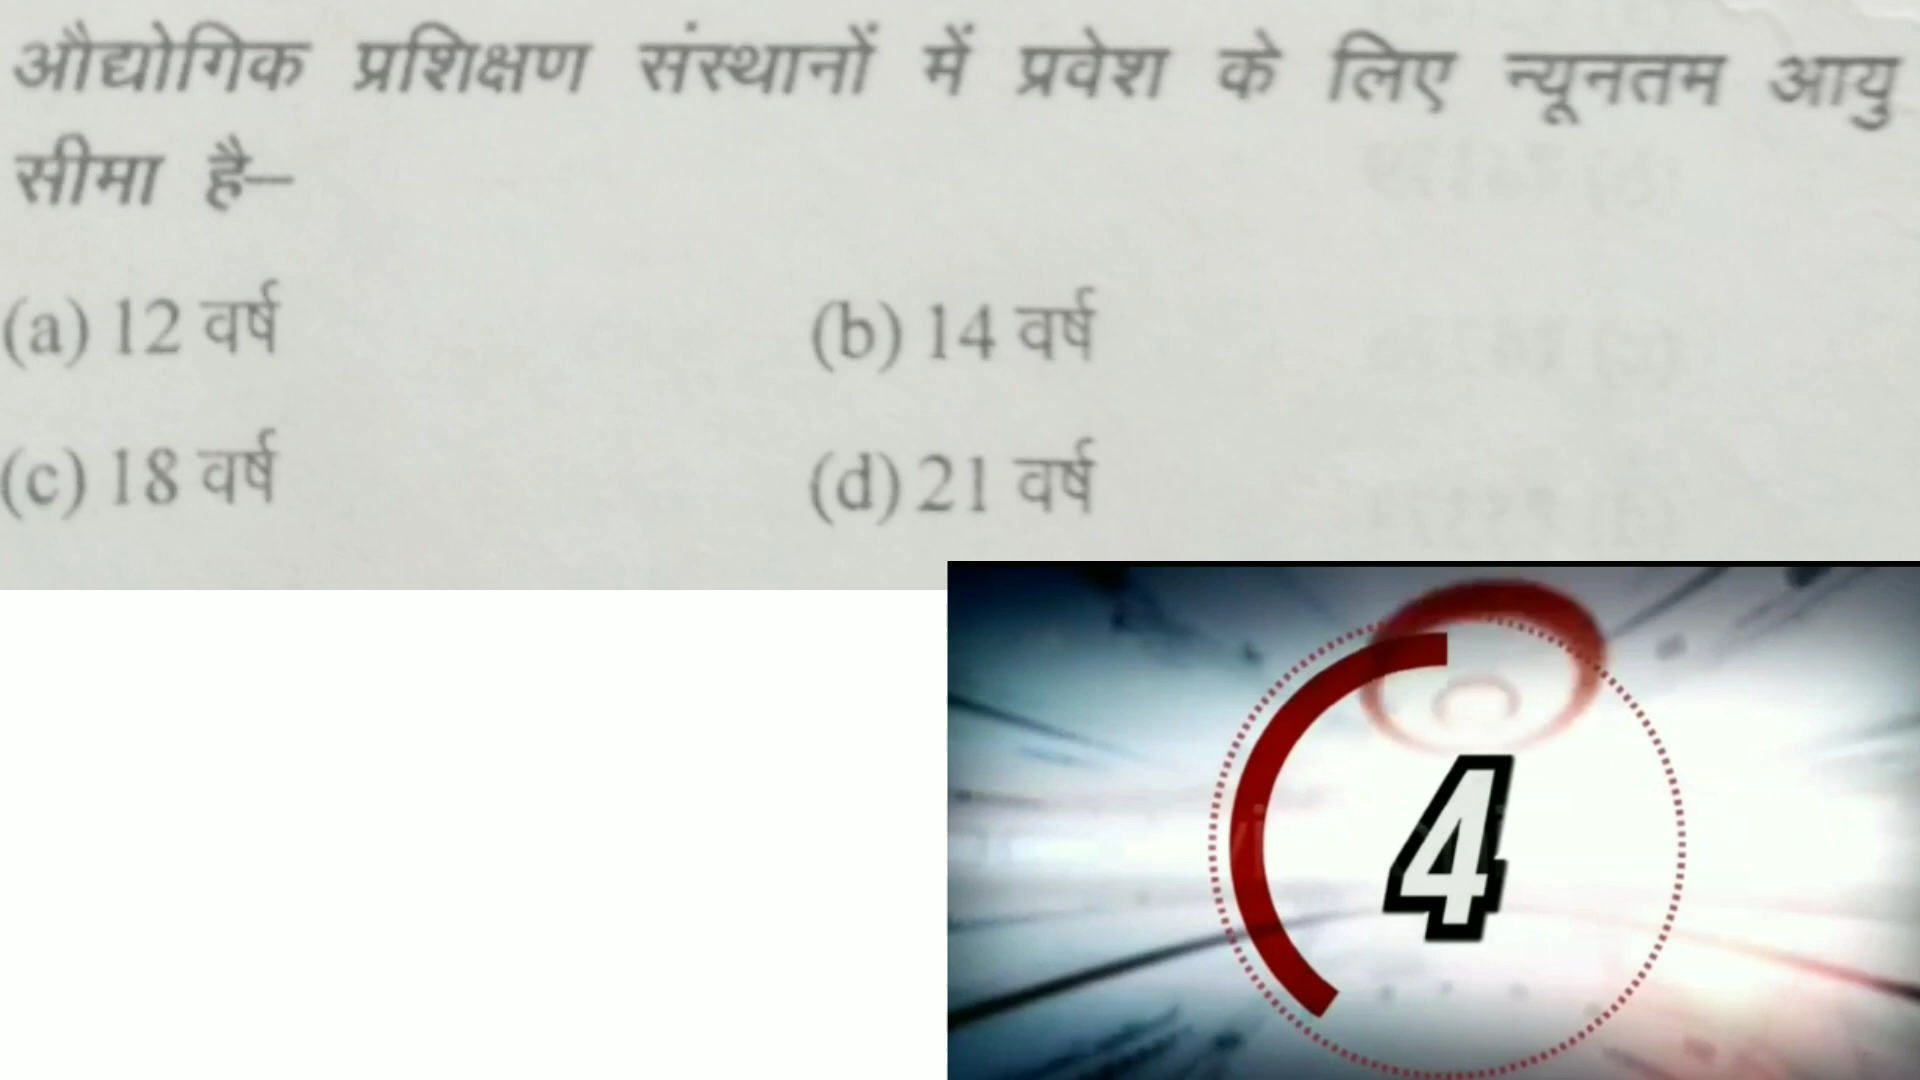 औद्योगिक प्रशिक्षण संस्थानों में प्रवेश के लिए न्यूनतम आयु
सीमा है–
(a) 12 वर्ष
(b) 14 वर्ष
(c) 18 वर्ष
(d) 21 वर्ष
4